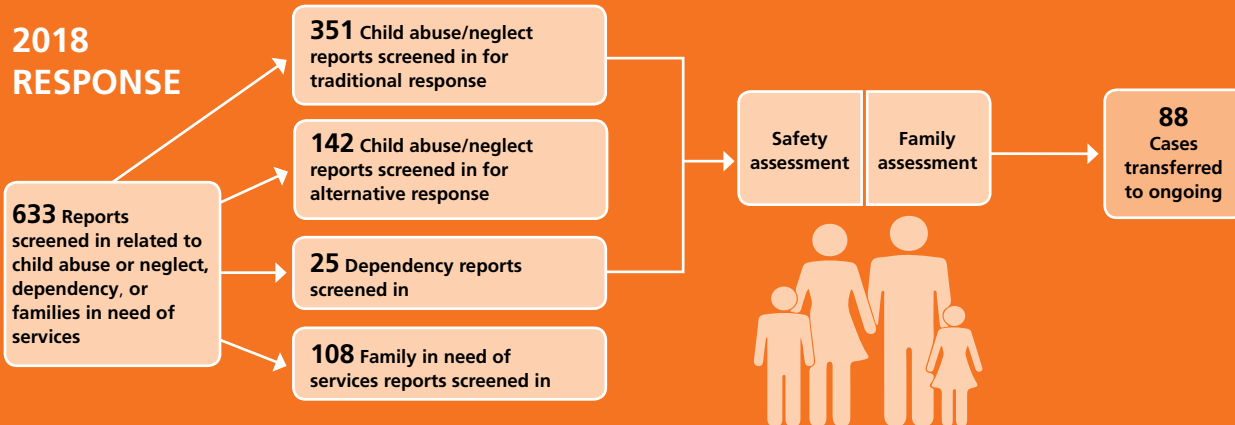 2018
RESPONSE
633 Reports
screened in related to
child abuse or neglect,
dependency, or
families in need of
services
351 Child abuse/neglect
reports screened in for
traditional response
142 Child abuse/neglect
reports screened in for
alternative response
25 Dependency reports
screened in
108 Family in need of
services reports screened in
Safety
assessment
Family
assessment
88
Cases
transferred
to ongoing